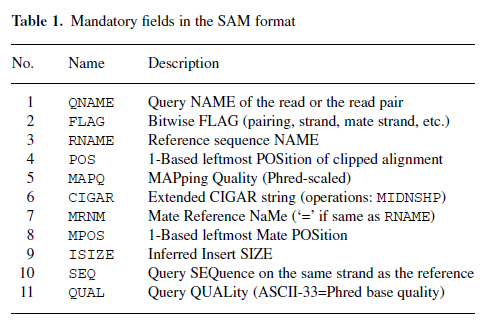 Table 1. Mandatory fields in the SAM format
No. Name Description
1 QNAME Query NAME of the read or the read pair
2 FLAG Bitwise FLAG (pairing, strand, mate strand, etc.)
3 RNAME Reference sequence NAME
4 POS 1-Based leftmost POSition of clipped alignment
5 MAPQ MAPping Quality (Phred-scaled)
6 CIGAR Extended CIGAR string (operations: MIDNSHP)
7 MRNM Mate Reference NaMe (‘=’ if same as RNAME)
8 MPOS 1-Based leftmost Mate POSition
9 ISIZE Inferred Insert SIZE
10 SEQ Query SEQuence on the same strand as the reference
11 QUAL Query QUALity (ASCII-33=Phred base quality)